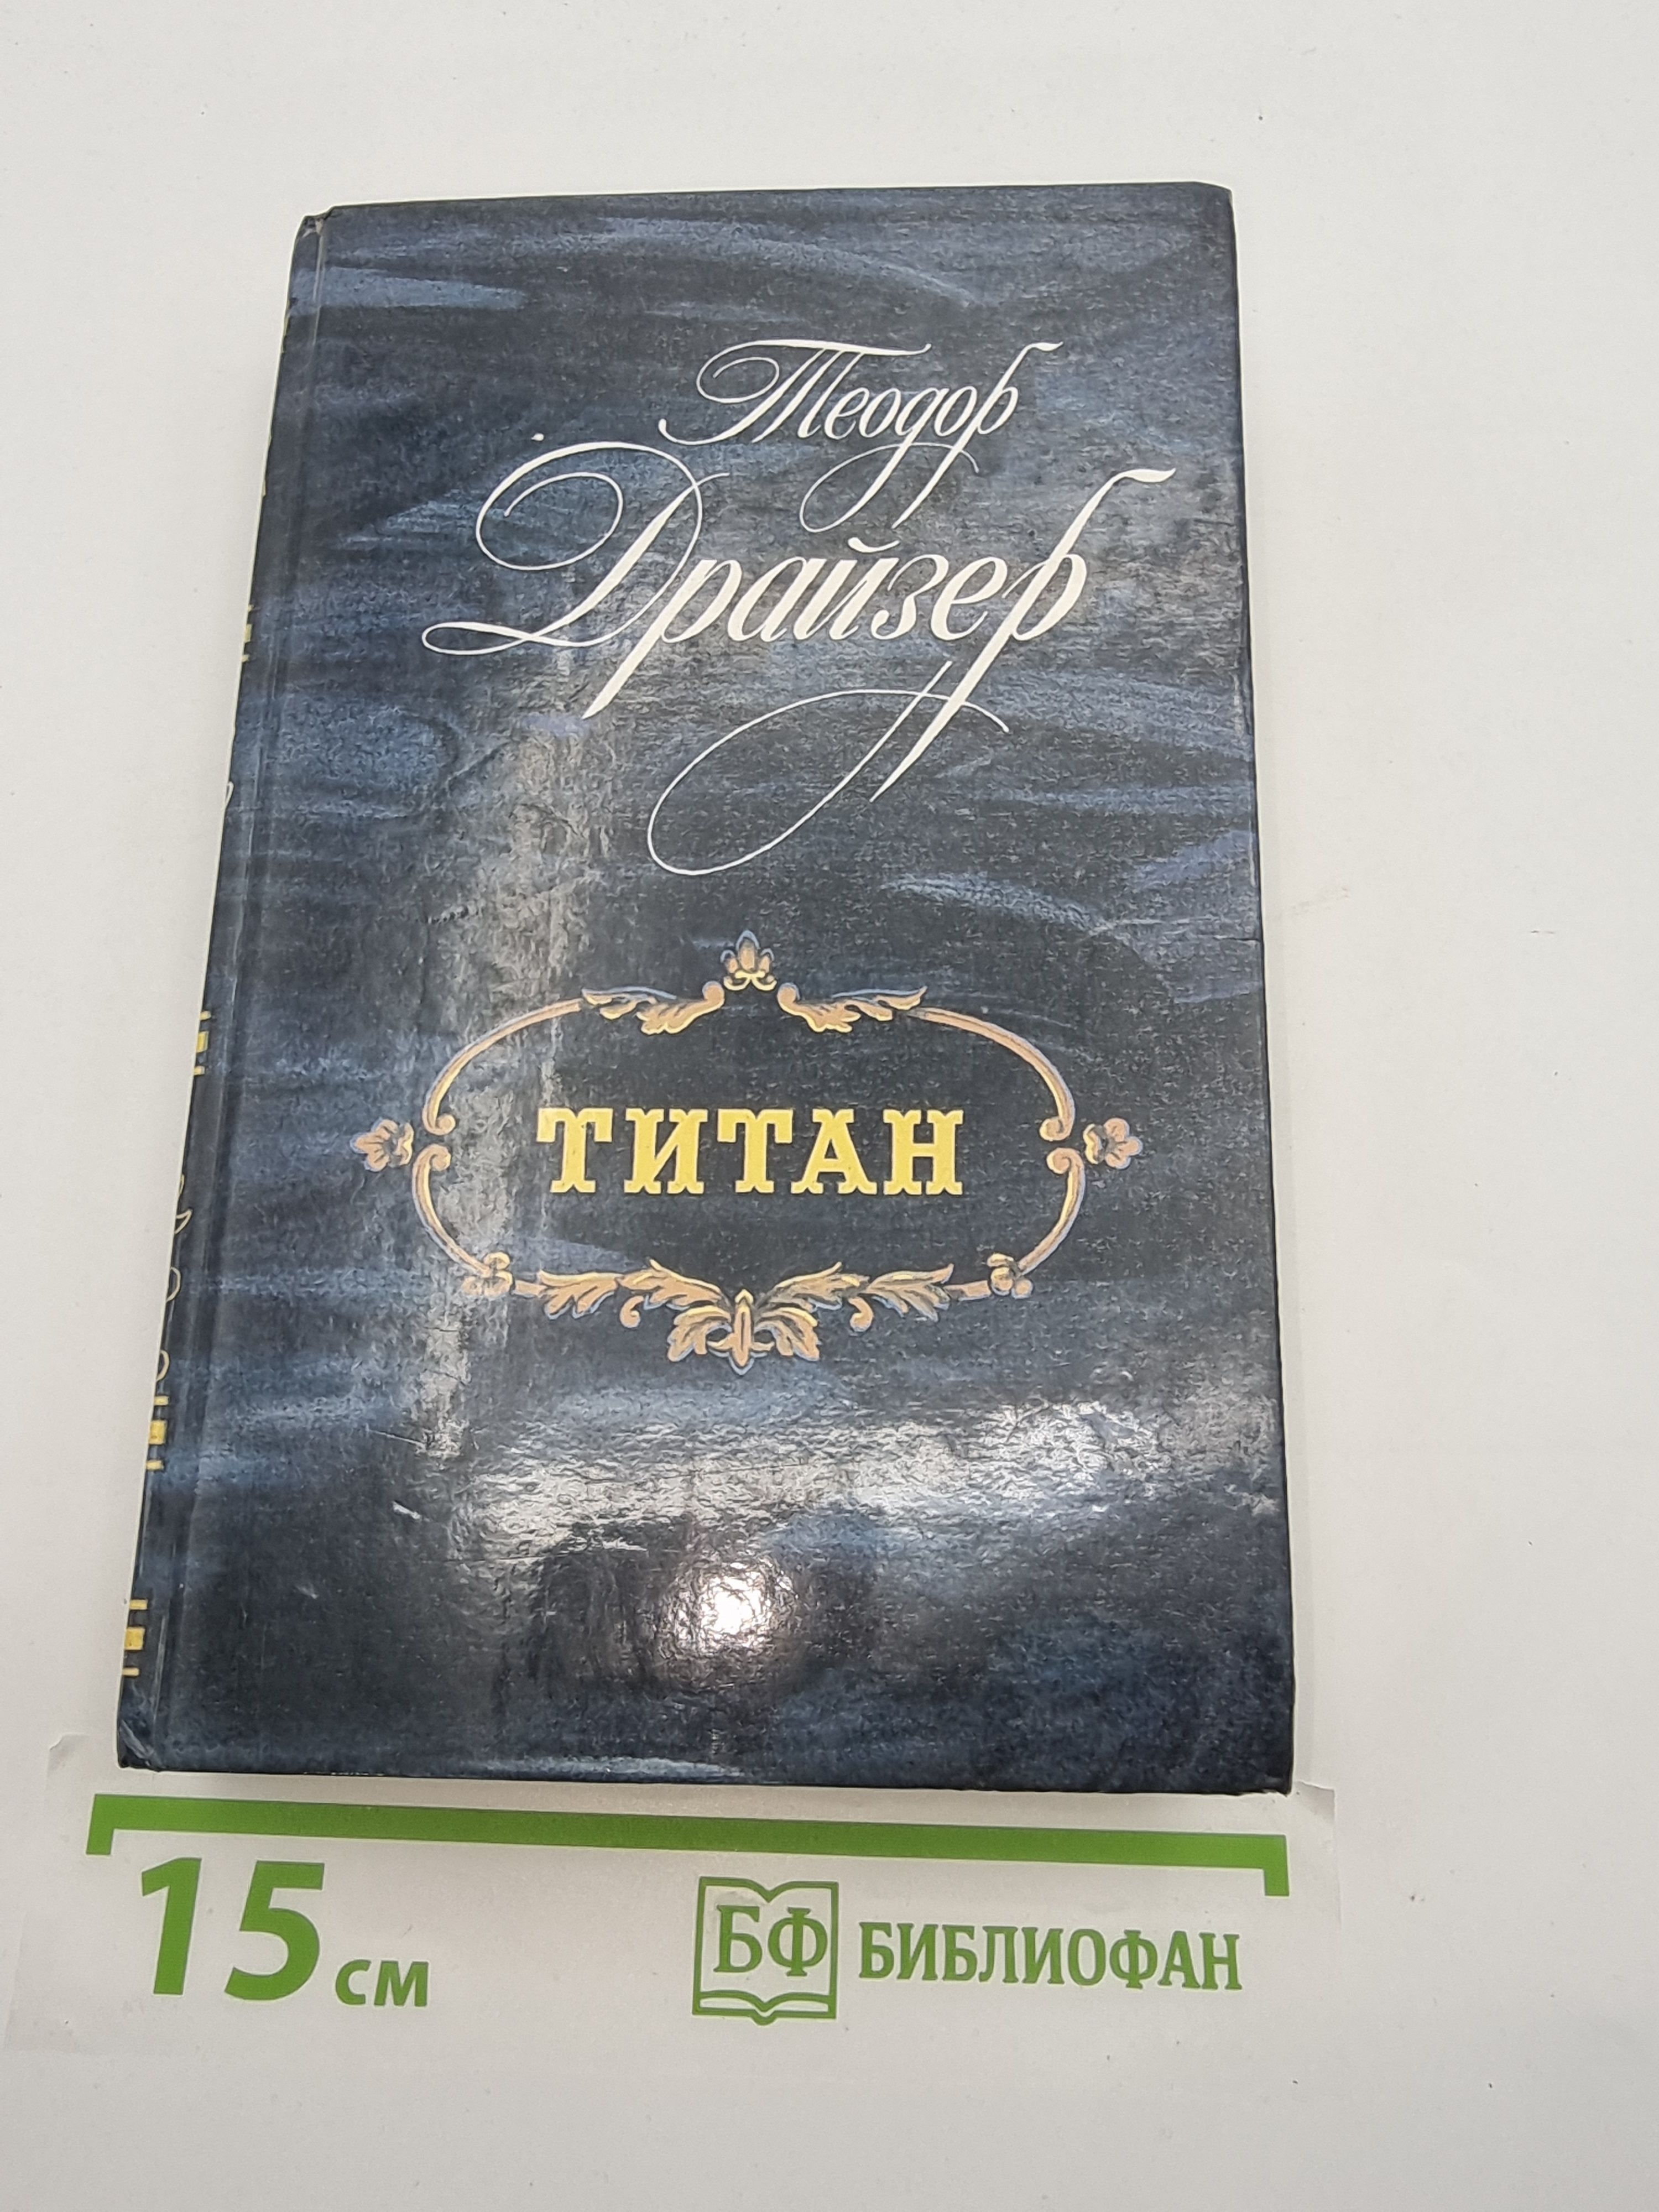 Теодор
Драйзер
ТИТАН
15 см
БФ БИБЛИОФАН